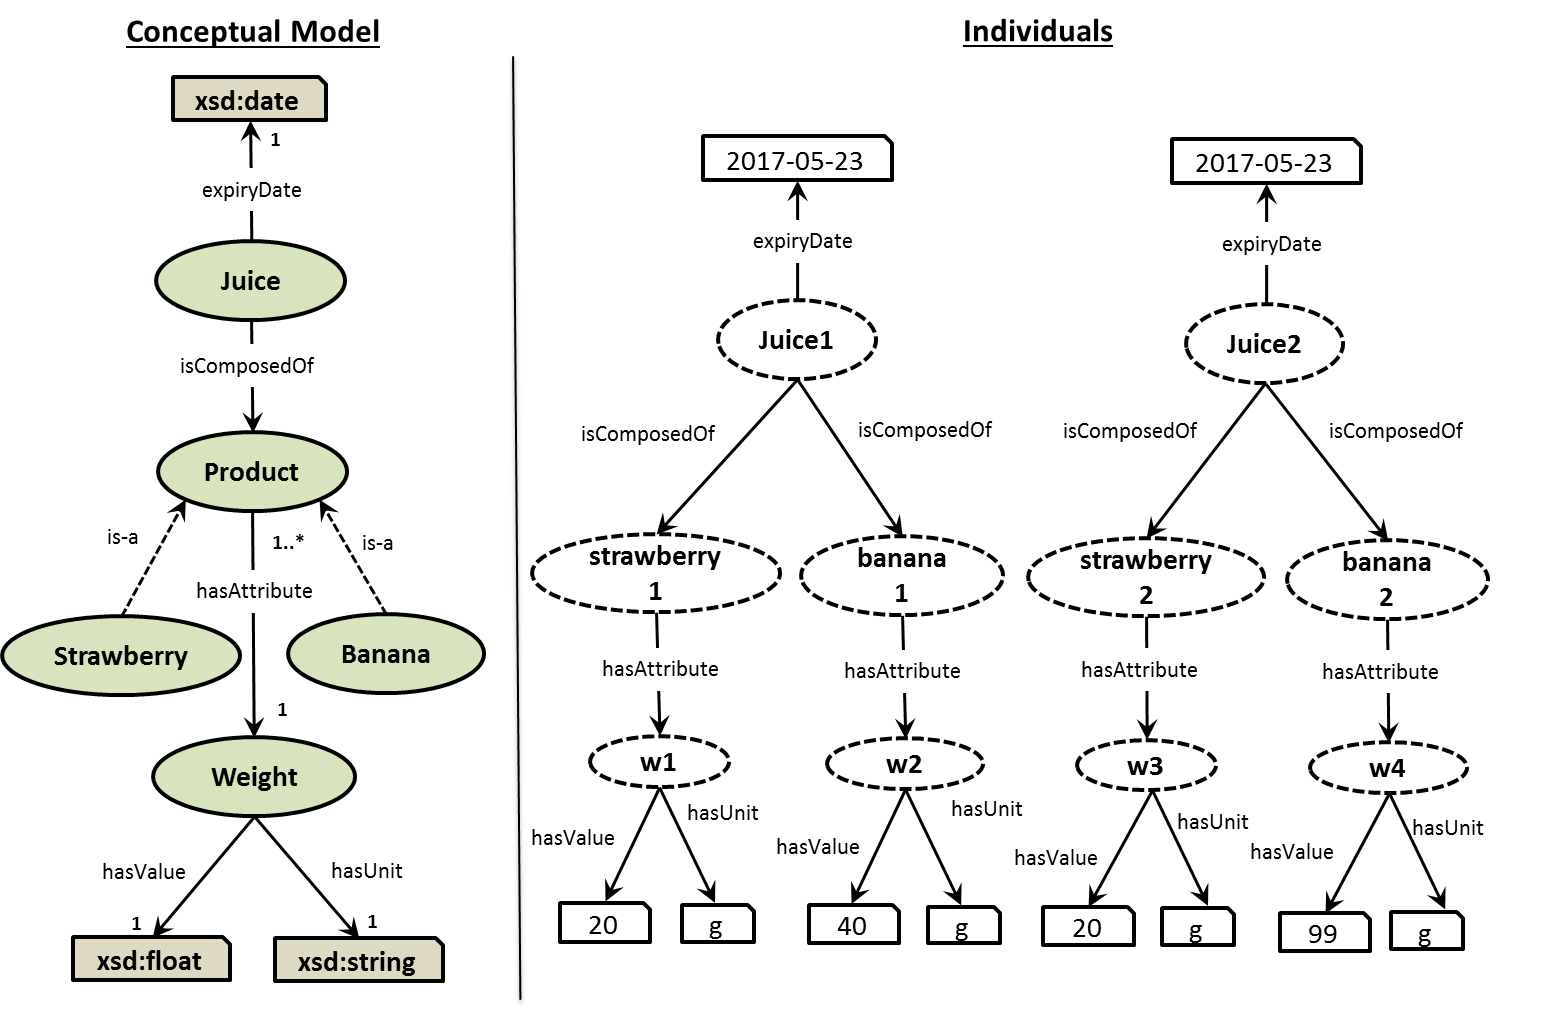 Conceptual Model
xsd:date
1
expiryDate
Juice
isComposedOf
Product
is-a
1..*
is-a
hasAttribute
Strawberry
Banana
1
Weight
hasValue
hasUnit
1
1
xsd:float
xsd:string
Individuals
2017-05-23
expiryDate
Juice1
isComposedOf
isComposedOf
strawberry
1
banana
1
hasAttribute
hasAttribute
w1
w2
hasValue
hasUnit
hasValue
hasUnit
20
g
40
g
2017-05-23
expiryDate
Juice2
isComposedOf
isComposedOf
strawberry
2
banana
2
hasAttribute
hasAttribute
w3
w4
hasValue
hasUnit
hasValue
hasUnit
20
g
99
g